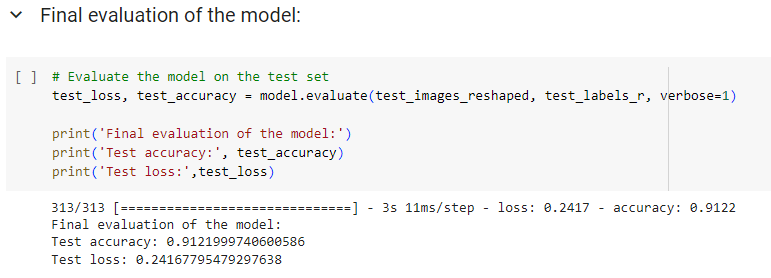 Final evaluation of the model:
[ ] # Evaluate the model on the test set
test_loss, test_accuracy = model.evaluate(test_images_reshaped, test_labels_r, verbose=1)
print('Final evaluation of the model:')
print('Test accuracy:', test_accuracy)
print('Test loss:',test_loss)
313/313 [==============================] - 3s 11ms/step - loss: 0.2417 - accuracy: 0.9122
Final evaluation of the model:
Test accuracy: 0.9121999740600586
Test loss: 0.24167795479297638